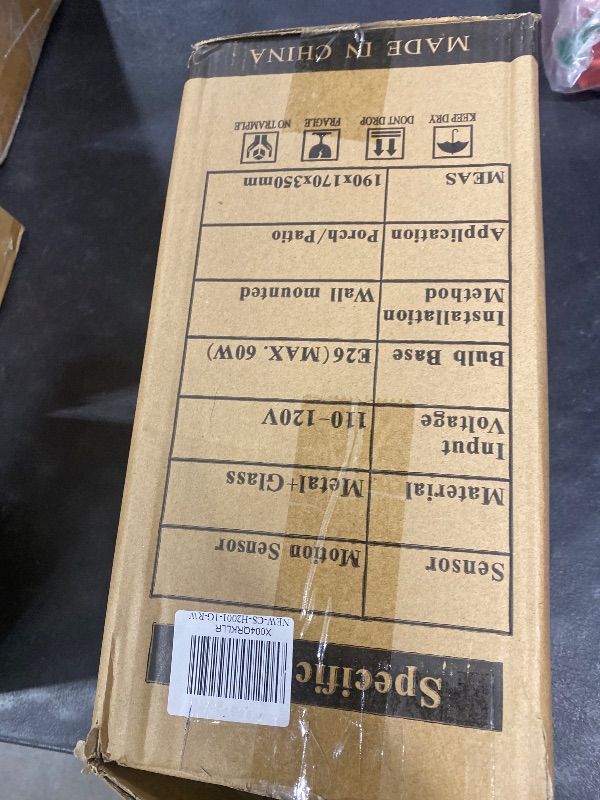 Specific
X004QRKLLR
NEW-CS-H2001-1G-RW
Sensor Motion Sensor
Material Metal+Glass
Input
Voltage 110-120V
Bulb Base E26(MAX. 60W)
Installation
Method Wall mounted
Application Porch/Patio
MEAS 190x170x350mm
KEEP DRY DONT DROP FRAGILE NO TRAMPLE
MADE IN CHINA